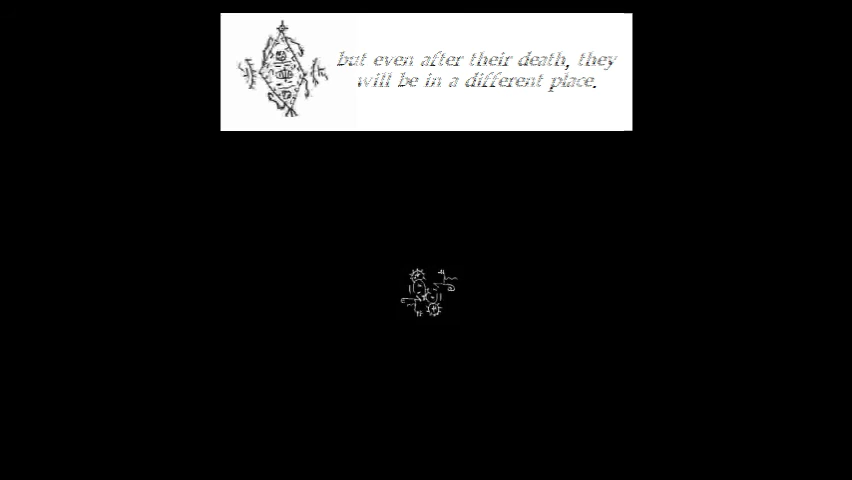 but even after their death, they
will be in a different place.